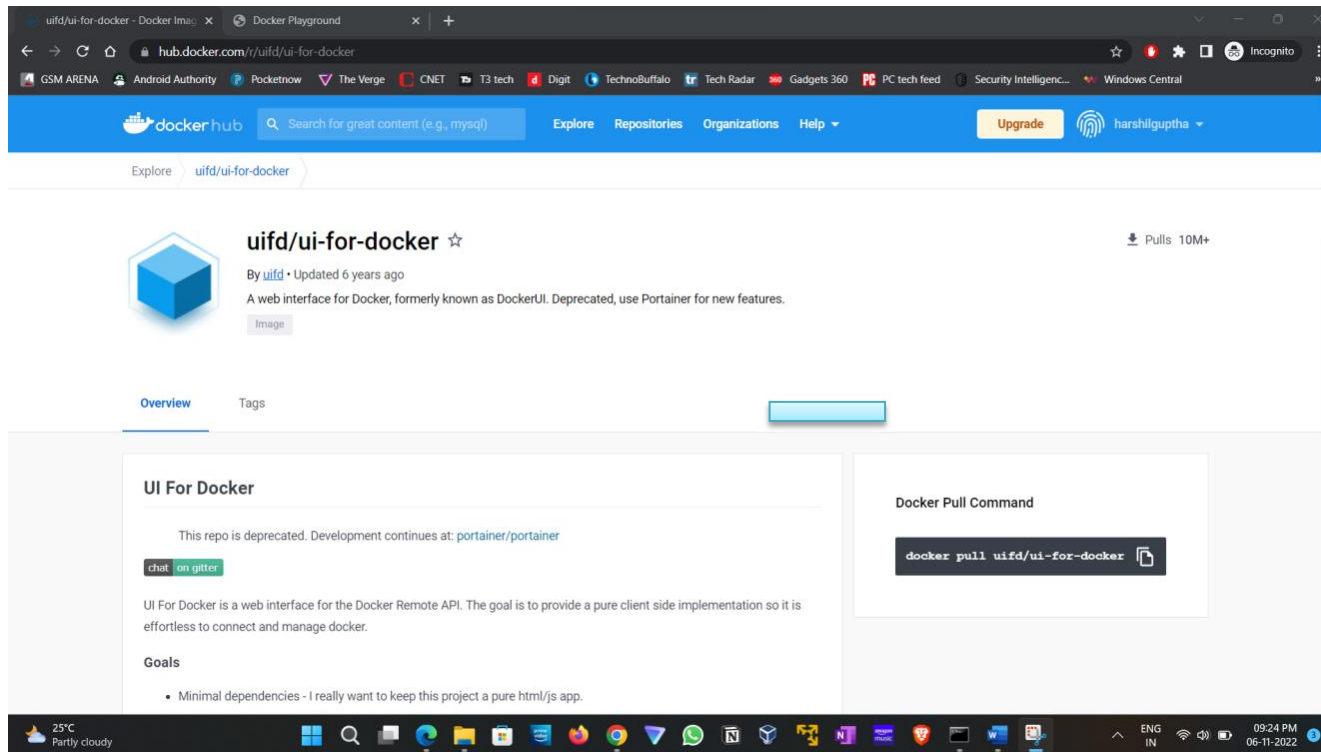 uifd/ui-for-docker - Docker Imag
Docker Playground
hub.docker.com/r/uifd/ui-for-docker
Incognito
GSM ARENA Android Authority Pocketnow The Verge CNET T3 tech Digit TechnoBuffalo Tech Radar Gadgets 360 PC tech feed Security Intelligenc... Windows Central »
docker hub
Search for great content (e.g., mysql)
Explore Repositories Organizations Help
Upgrade
harshilguptha
Explore uifd/ui-for-docker
uifd/ui-for-docker
Pulls 10M+
By uifd • Updated 6 years ago
A web interface for Docker, formerly known as DockerUI. Deprecated, use Portainer for new features.
Image
Overview Tags
UI For Docker
This repo is deprecated. Development continues at: portainer/portainer
chat on gitter
UI For Docker is a web interface for the Docker Remote API. The goal is to provide a pure client side implementation so it is
effortless to connect and manage docker.
Goals
• Minimal dependencies - I really want to keep this project a pure html/js app.
Docker Pull Command
docker pull uifd/ui-for-docker
25°C
Partly cloudy
ENG
IN
09:24 PM
06-11-2022
3